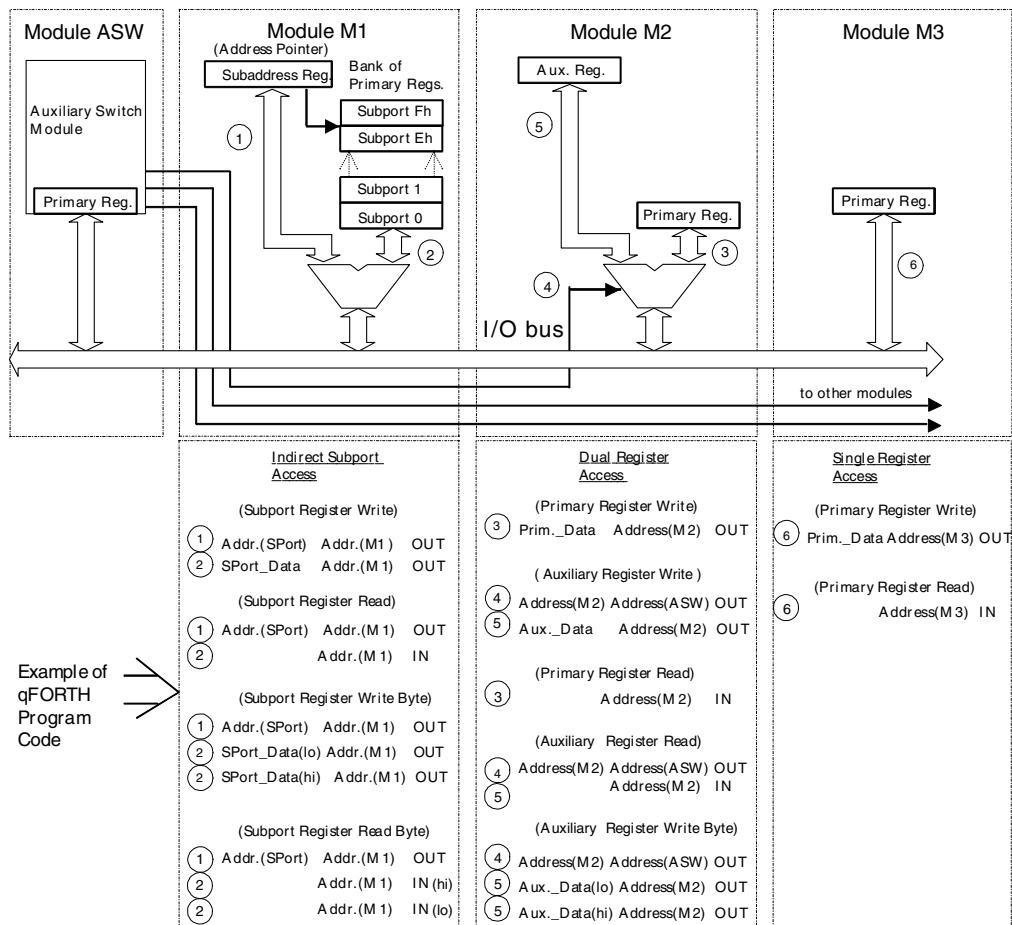 Module ASW
Auxiliary Switch
Module
Primary Reg.
Module M1
(Address Pointer)
Subaddress Reg.
Bank of
Primary Regs.
Subport Fh
Subport Eh
Subport 1
Subport 0
1
2
Module M2
Aux. Reg.
5
Primary Reg.
3
4
I/O bus
Module M3
Primary Reg.
6
to other modules
Example of
qFORTH
Program
Code
Indirect Subport
Access
(Subport Register Write)
1 Addr.(SPort) Addr.(M1) OUT
2 SPort_Data Addr.(M1) OUT
(Subport Register Read)
1 Addr.(SPort) Addr.(M1) OUT
2 Addr.(M1) IN
(Subport Register Write Byte)
1 Addr.(SPort) Addr.(M1) OUT
2 SPort_Data(lo) Addr.(M1) OUT
2 SPort_Data(hi) Addr.(M1) OUT
(Subport Register Read Byte)
1 Addr.(SPort) Addr.(M1) OUT
2 Addr.(M1) IN (hi)
2 Addr.(M1) IN (lo)
Dual Register
Access
(Primary Register Write)
3 Prim._Data Address(M2) OUT
(Auxiliary Register Write)
4 Address(M2) Address(ASW) OUT
5 Aux._Data Address(M2) OUT
(Primary Register Read)
3 Address(M2) IN
(Auxiliary Register Read)
4 Address(M2) Address(ASW) OUT
5 Address(M2) IN
(Auxiliary Register Write Byte)
4 Address(M2) Address(ASW) OUT
5 Aux._Data(lo) Address(M2) OUT
5 Aux._Data(hi) Address(M2) OUT
Single Register
Access
(Primary Register Write)
6 Prim._Data Address(M3) OUT
(Primary Register Read)
6 Address(M3) IN